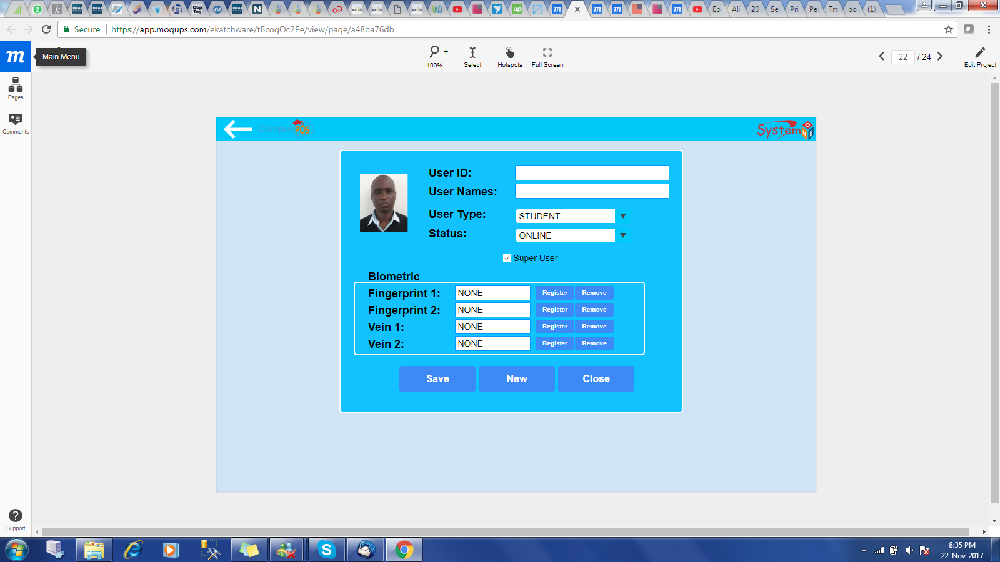 Ep
Ali
20
Se
Pri
Pe
Tra
bo
(1)
Secure
https://app.moqups.com/ekatchware/tBcogOc2Pe/view/page/a48ba76db
m
Main Menu
100%
Select
Hotspots
Full Screen
22
/ 24
Edit Project
Pages
Comments
CampusPOS
System ONE
User ID:
User Names:
User Type:
STUDENT
Status:
ONLINE
Super User
Biometric
Fingerprint 1:
NONE
Register
Remove
Fingerprint 2:
NONE
Register
Remove
Vein 1:
NONE
Register
Remove
Vein 2:
NONE
Register
Remove
Save
New
Close
Support
8:35 PM
22-Nov-2017